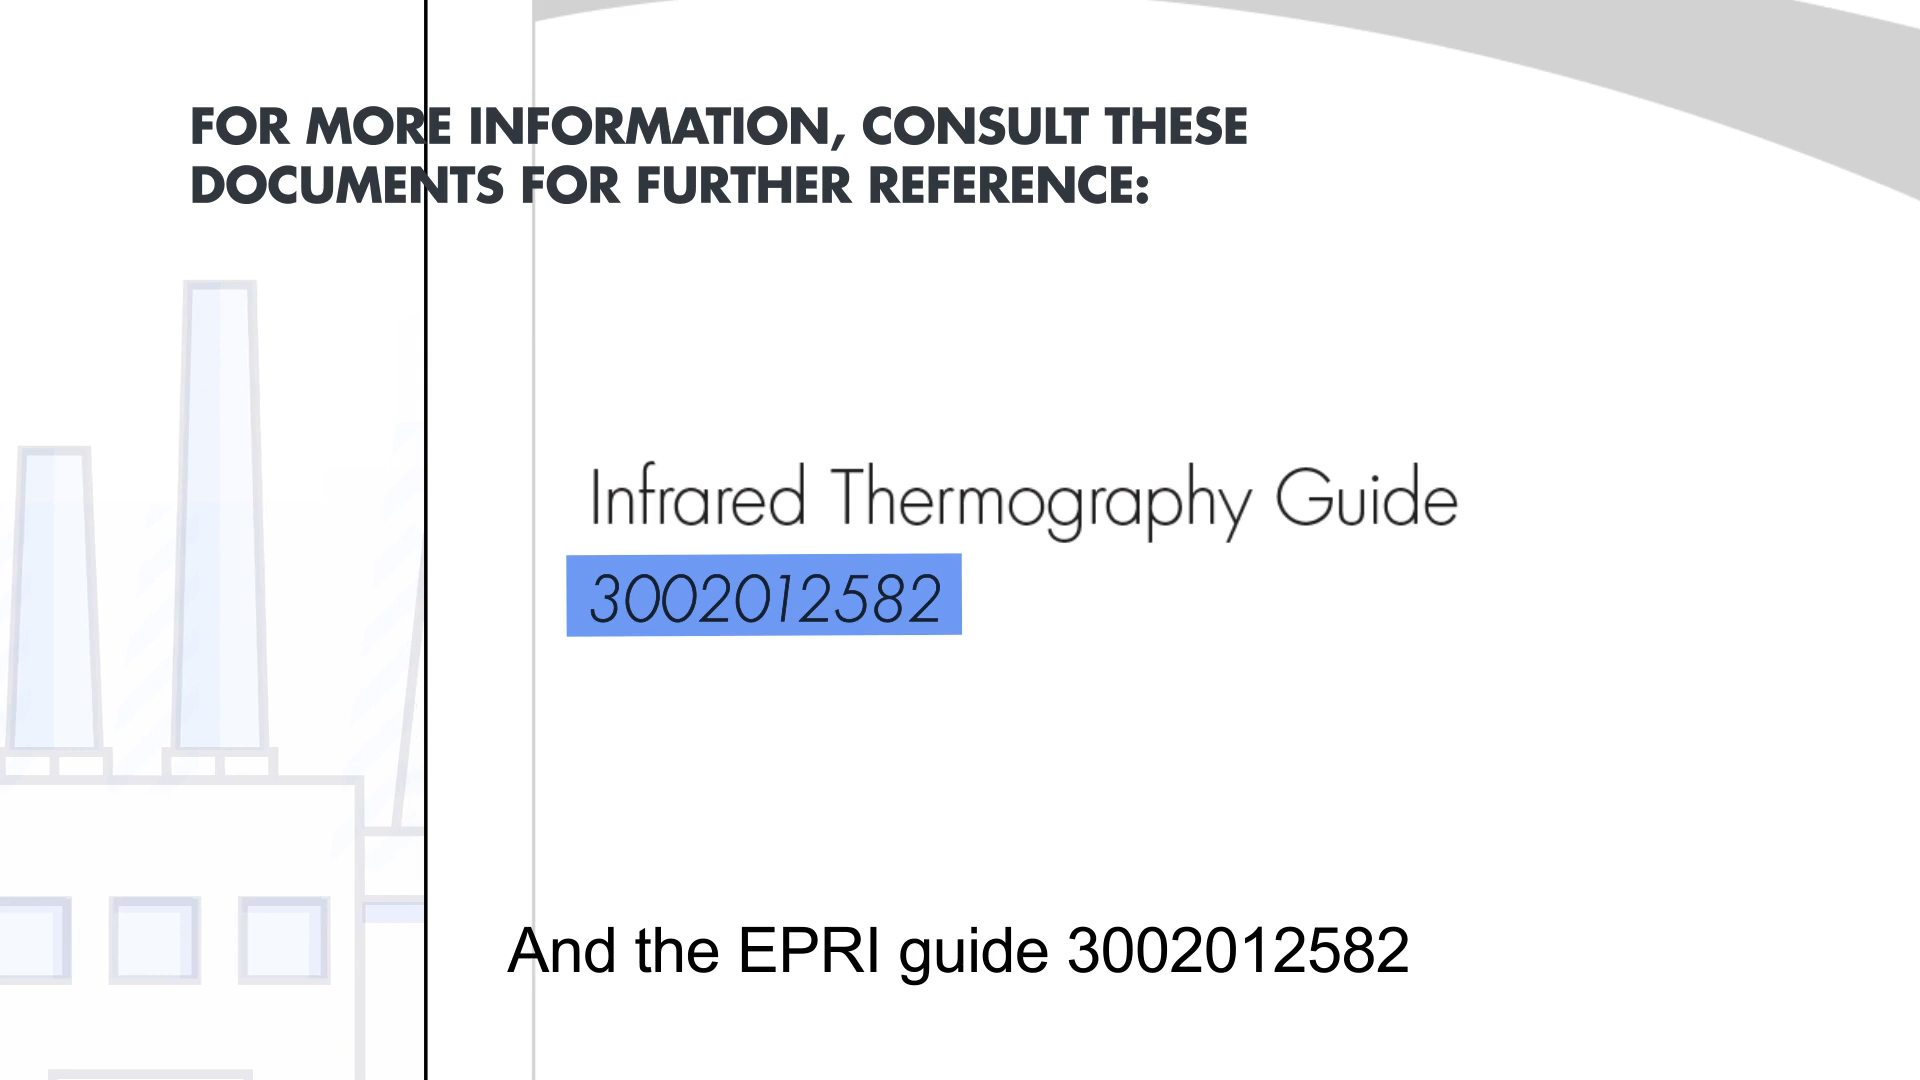 FOR MORE INFORMATION, CONSULT THESE
DOCUMENTS FOR FURTHER REFERENCE:
Infrared Thermography Guide
3002012582
And the EPRI guide 3002012582